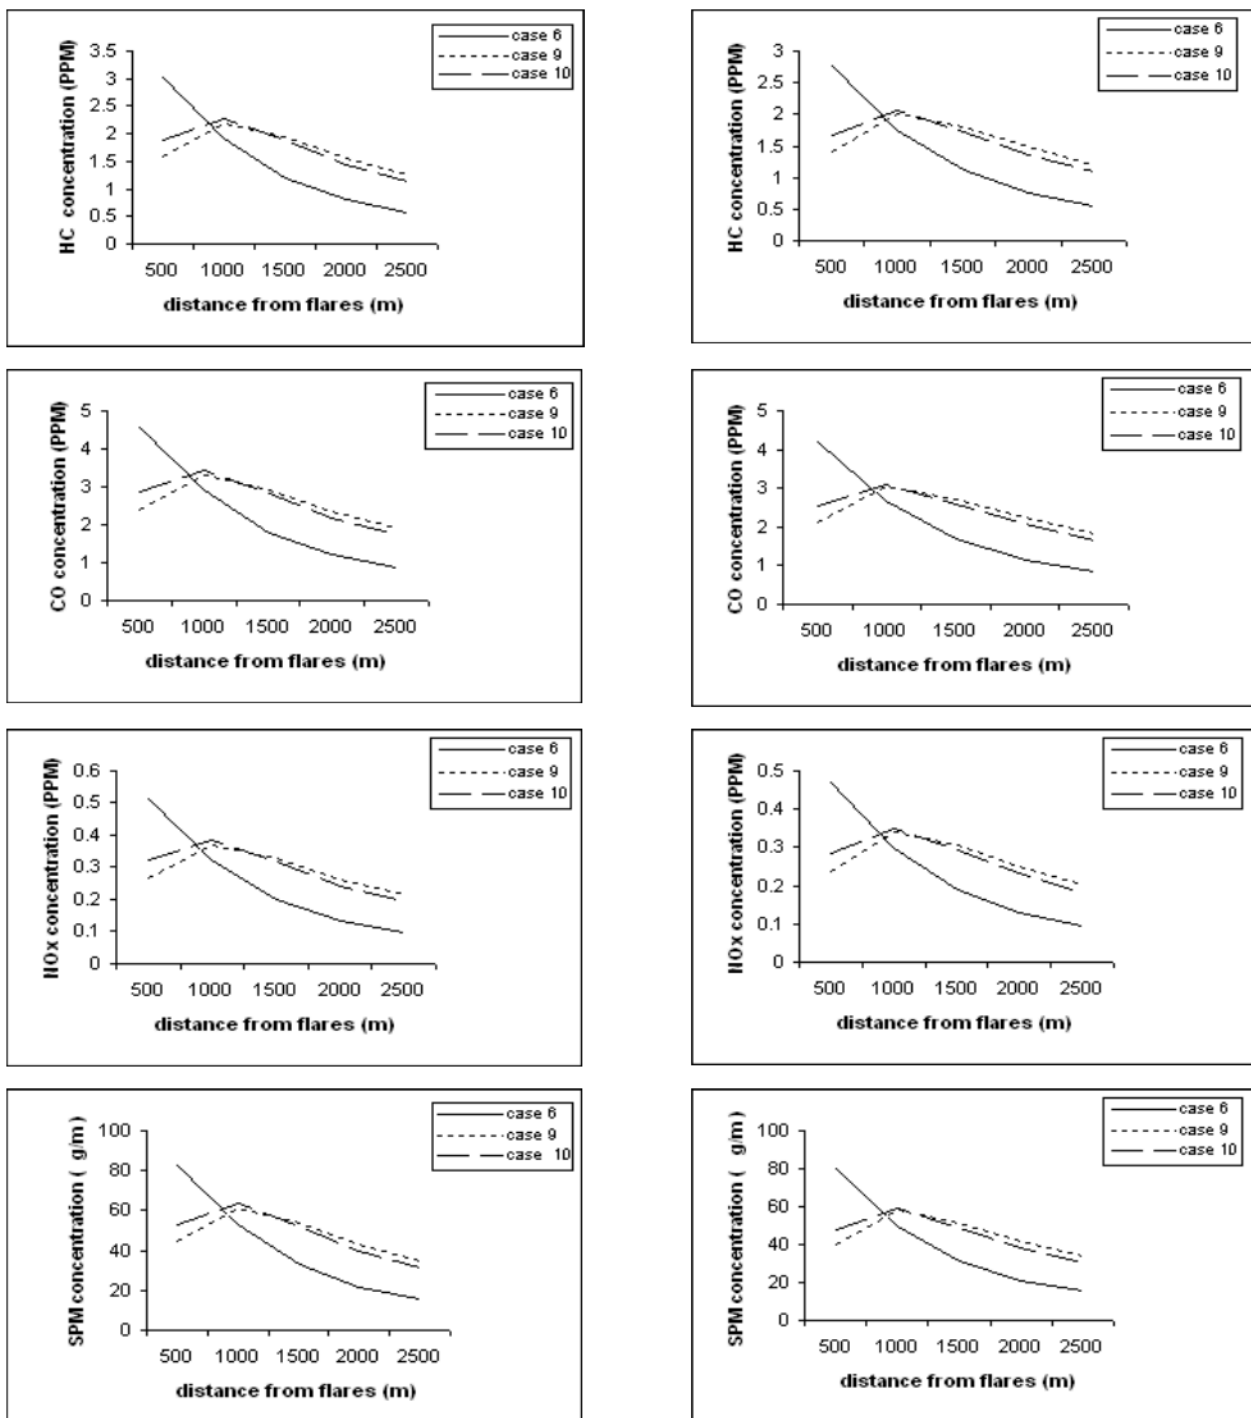 case 6
case 9
case 10
HC concentration (PPM)
3.5
3
2.5
2
1.5
1
0.5
0
500 1000 1500 2000 2500
distance from flares (m)
case 6
case 9
case 10
HC concentration (PPM)
3
2.5
2
1.5
1
0.5
0
500 1000 1500 2000 2500
distance from flares (m)
case 6
case 9
case 10
CO concentration (PPM)
5
4
3
2
1
0
500 1000 1500 2000 2500
distance from flares (m)
case 6
case 9
case 10
CO concentration (PPM)
5
4
3
2
1
0
500 1000 1500 2000 2500
distance from flares (m)
case 6
case 9
case 10
NOx concentration (PPM)
0.6
0.5
0.4
0.3
0.2
0.1
0
500 1000 1500 2000 2500
distance from flares (m)
case 6
case 9
case 10
NOx concentration (PPM)
0.5
0.4
0.3
0.2
0.1
0
500 1000 1500 2000 2500
distance from flares (m)
case 6
case 9
case 10
SPM concentration ( g/m)
100
80
60
40
20
0
500 1000 1500 2000 2500
distance from flares (m)
case 6
case 9
case 10
SPM concentration ( g/m)
100
80
60
40
20
0
500 1000 1500 2000 2500
distance from flares (m)